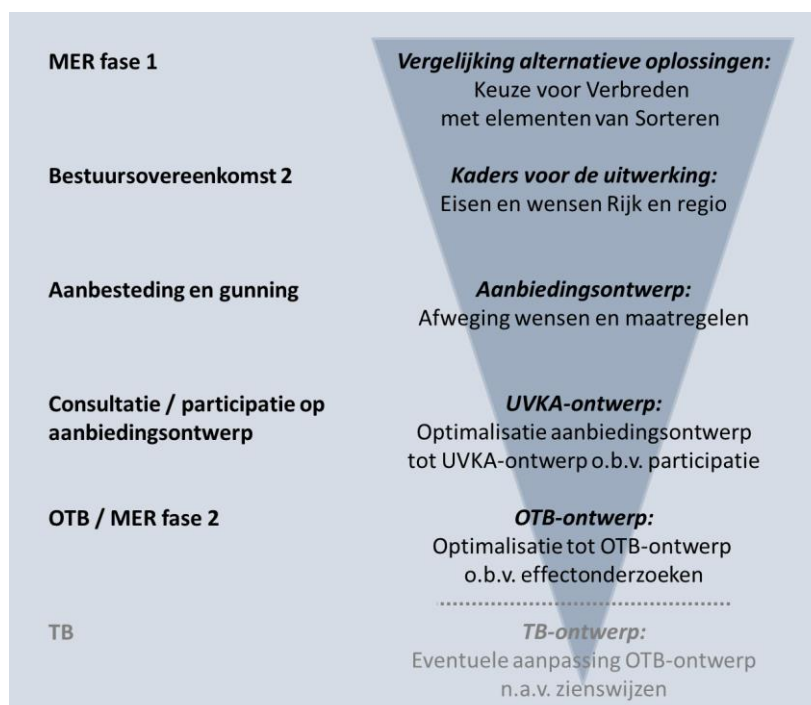 MER fase 1
Vergelijking alternatieve oplossingen:
Keuze voor Verbreden
met elementen van Sorteren
Bestuursovereenkomst 2
Kaders voor de uitwerking:
Eisen en wensen Rijk en regio
Aanbesteding en gunning
Aanbiedingsontwerp:
Afweging wensen en maatregelen
Consultatie / participatie op
aanbiedingsontwerp
UVKA-ontwerp:
Optimalisatie aanbiedingsontwerp
tot UVKA-ontwerp o.b.v. participatie
OTB / MER fase 2
OTB-ontwerp:
Optimalisatie tot OTB-ontwerp
o.b.v. effectonderzoeken
TB
TB-ontwerp:
Eventuele aanpassing OTB-ontwerp
n.a.v. zienswijzen